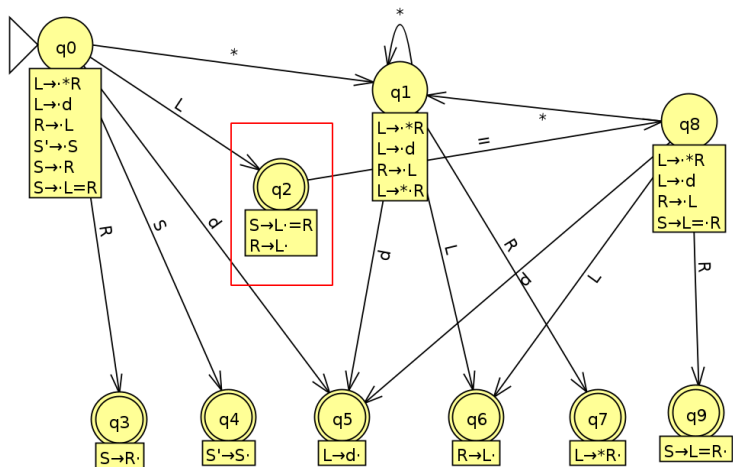 q0
L→·*R
L→·d
R→·L
S'→·S
S→·R
S→·L=R
*
L
d
S
R
q2
S→L·=R
R→L·
=
*
q1
L→·*R
L→·d
R→·L
L→*·R
*
d
L
R
q8
L→·*R
L→·d
R→·L
S→L=·R
d
L
R
q3
S→R·
q4
S'→S·
q5
L→d·
q6
R→L·
q7
L→*R·
q9
S→L=R·